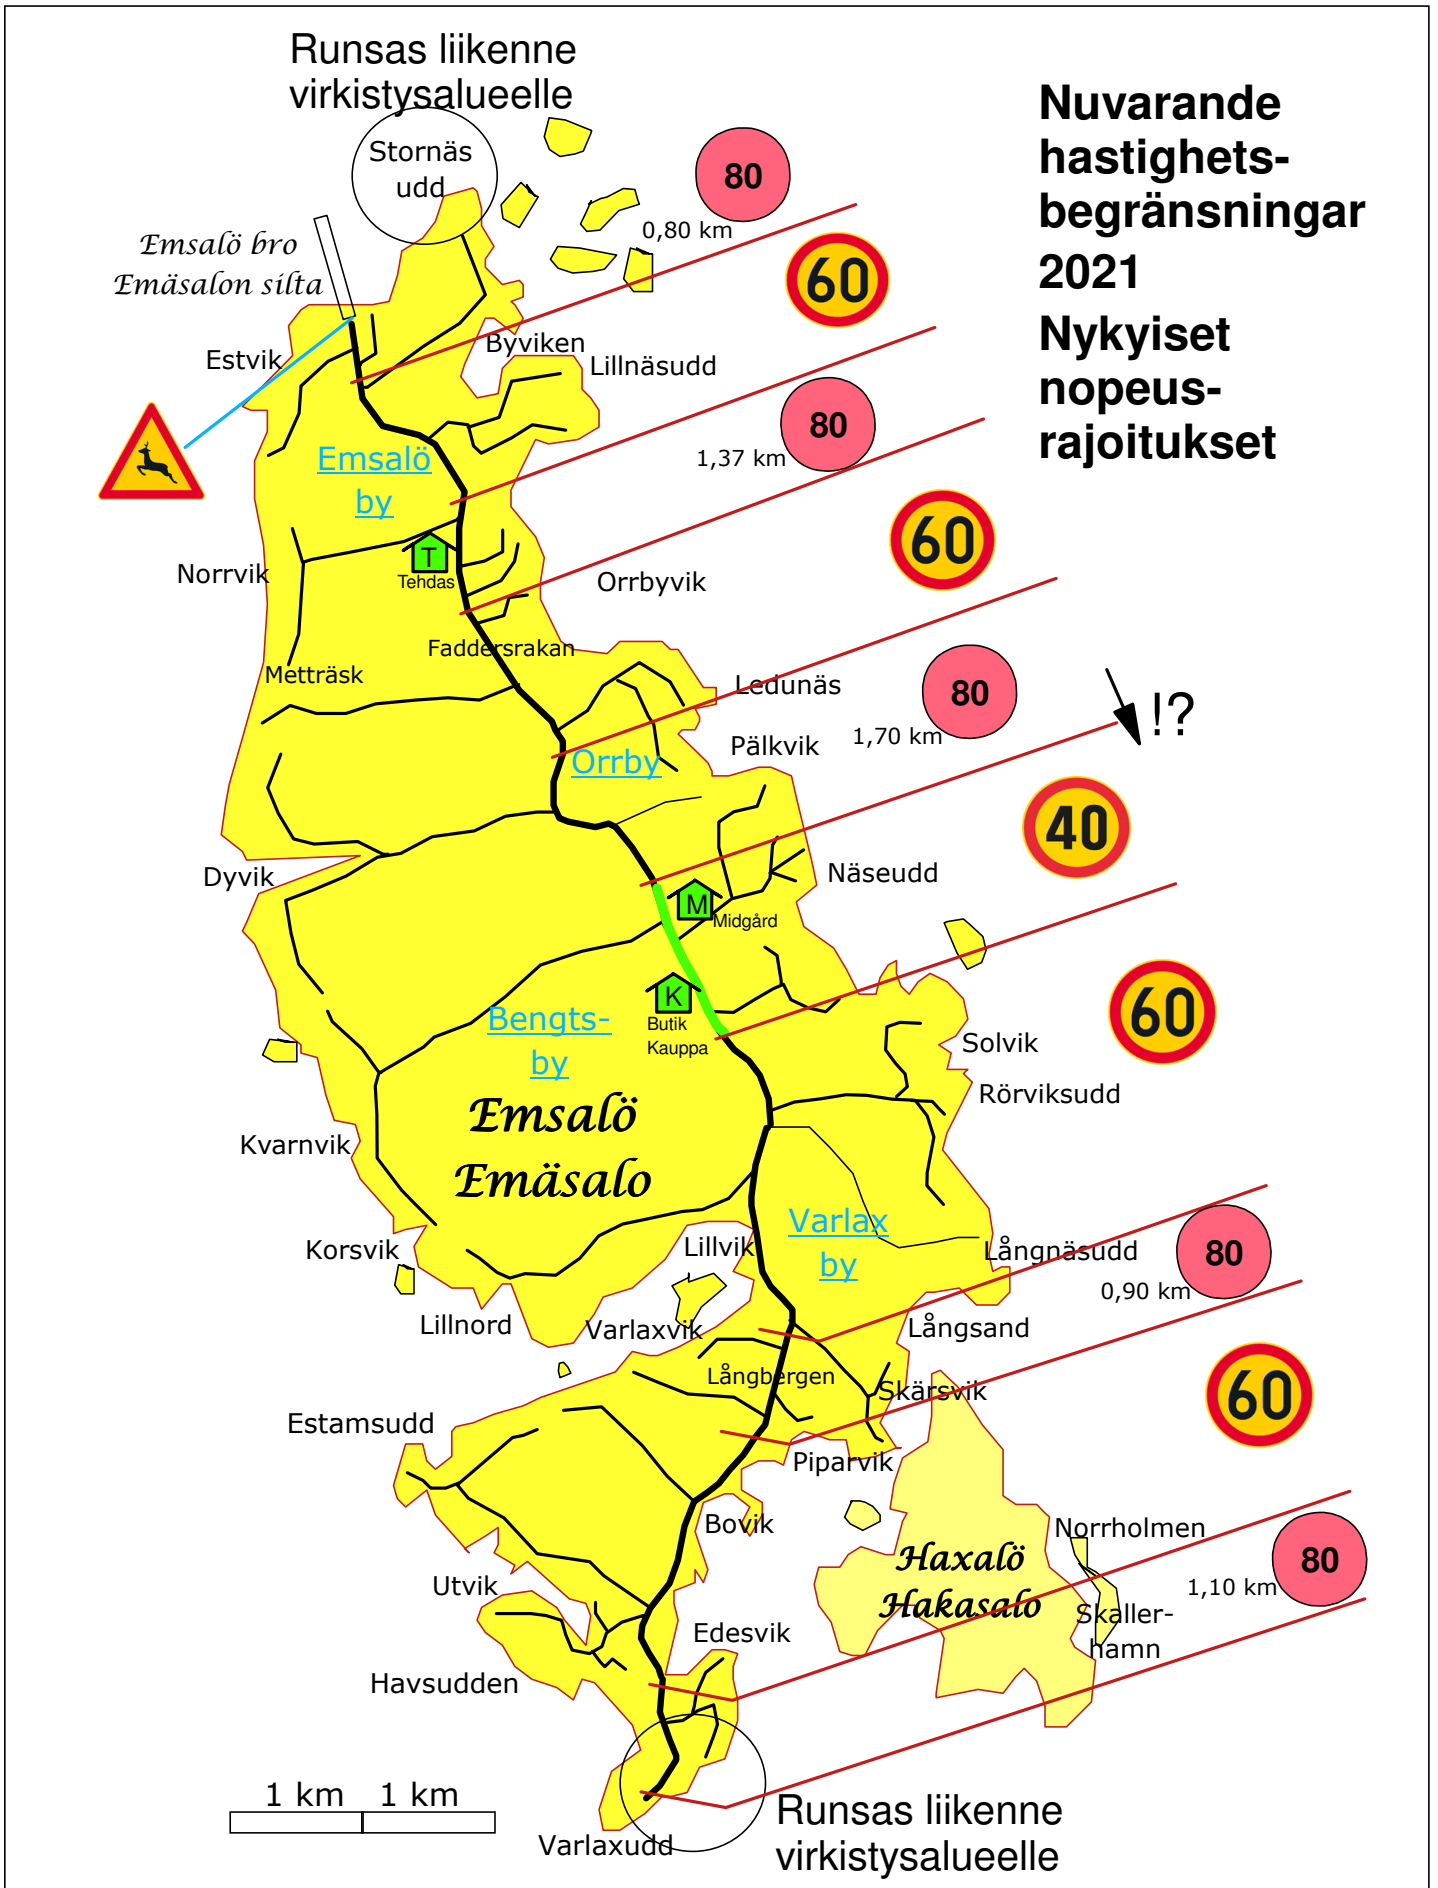 Runsas liikenne
virkistysalueelle
Nuvarande
hastighets-
begränsningar
2021
Nykyiset
nopeus-
rajoitukset
Stornäs
udd
80
0,80 km
Emsalö bro
Emäsalon silta
60
Estvik
Byviken
Lillnäsudd
80
1,37 km
Emsalö
by
60
T
Tehdas
Norrvik
Orrbyvik
Faddersrakan
Metträsk
Ledunäs
80
1,70 km
!?
Pälkvik
Orrby
40
Dyvik
Näseudd
M
Midgård
K
Butik
Kauppa
Bengts-
by
60
Solvik
Rörviksudd
Emsalö
Emäsalo
Kvarnvik
Varlax
by
Korsvik
Lillvik
Långnäsudd
80
0,90 km
Lillnord
Varlaxvik
Långsand
Långbergen
Skärsvik
60
Estamsudd
Piparvik
Bovik
Norrholmen
Haxalö
Hakasalo
80
1,10 km
Utvik
Skaller-
hamn
Edesvik
Havsudden
1 km
1 km
Runsas liikenne
virkistysalueelle
Varlaxudd